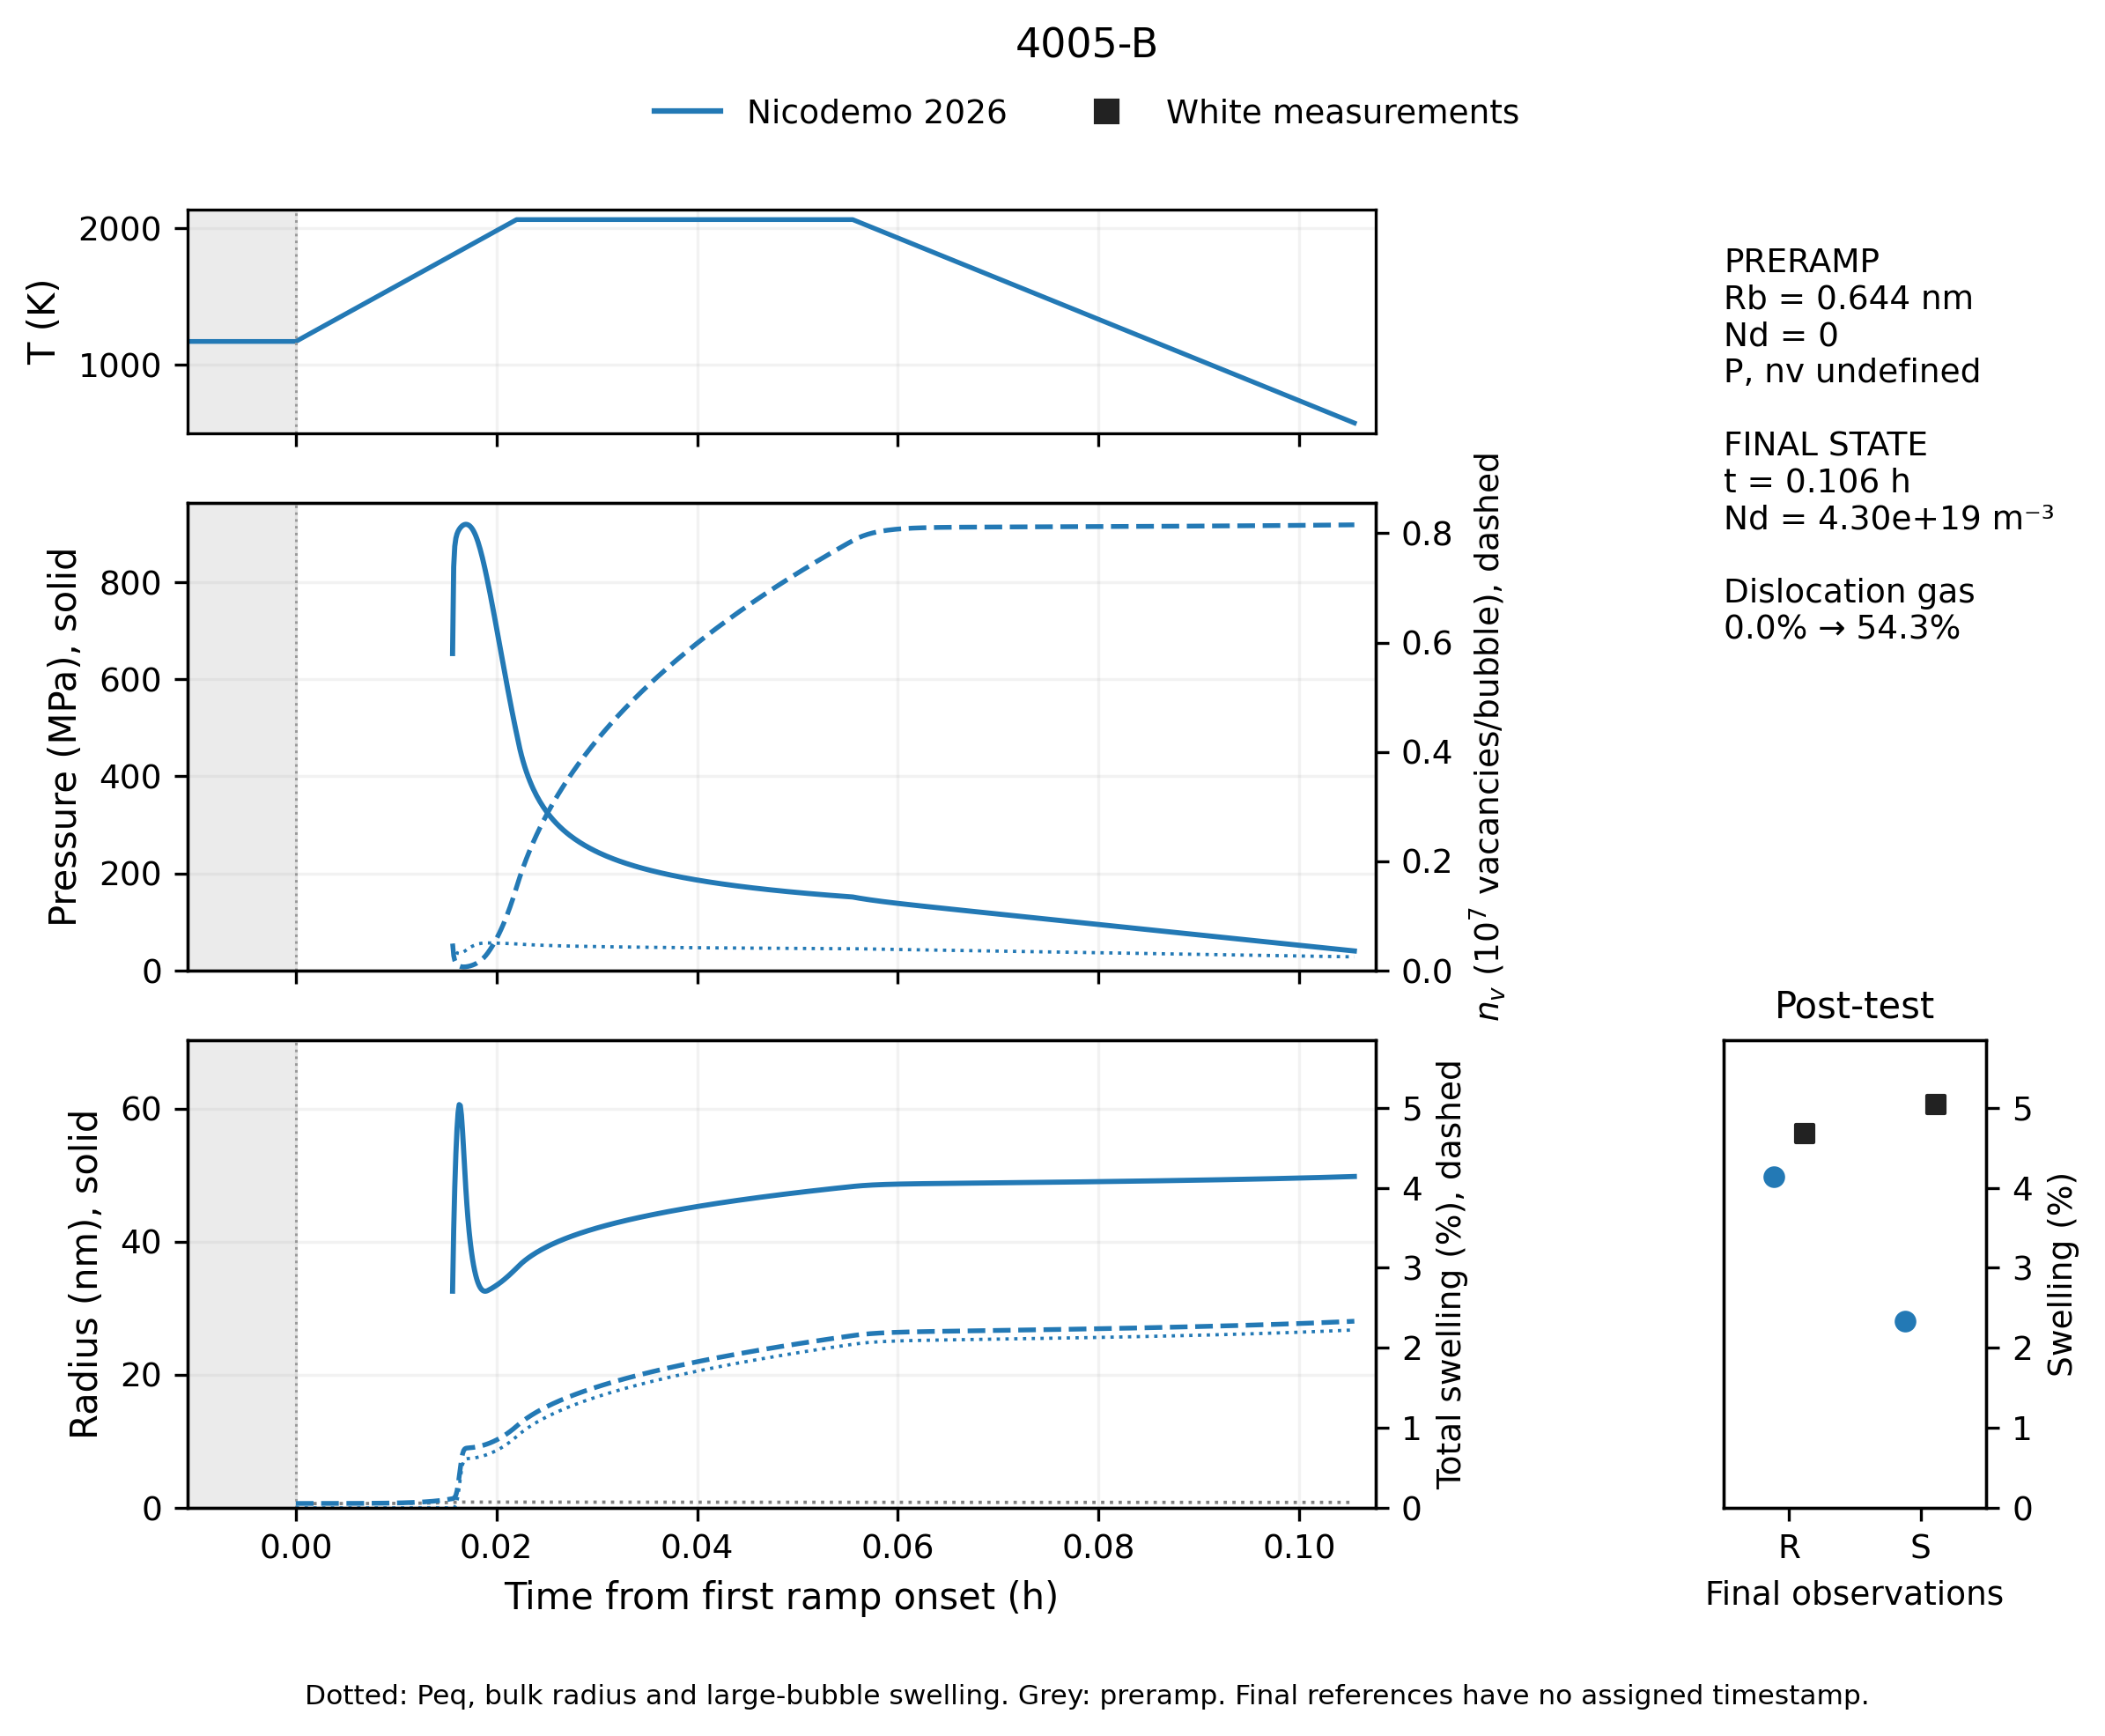 4005-B
Nicodemo 2026
White measurements
T (K)
2000
1000
PRERAMP
Rb = 0.644 nm
Nd = 0
P, nv undefined
FINAL STATE
t = 0.106 h
Nd = 4.30e+19 m⁻³
Dislocation gas
0.0% → 54.3%
Pressure (MPa), solid
800
600
400
200
0
0.8
0.6
0.4
0.2
0.0
n_v (10⁷ vacancies/bubble), dashed
Radius (nm), solid
60
40
20
0
5
4
3
2
1
0
Total swelling (%), dashed
0.00 0.02 0.04 0.06 0.08 0.10
Time from first ramp onset (h)
Post-test
5
4
3
2
1
0
Swelling (%)
R S
Final observations
Dotted: Peq, bulk radius and large-bubble swelling. Grey: preramp. Final references have no assigned timestamp.